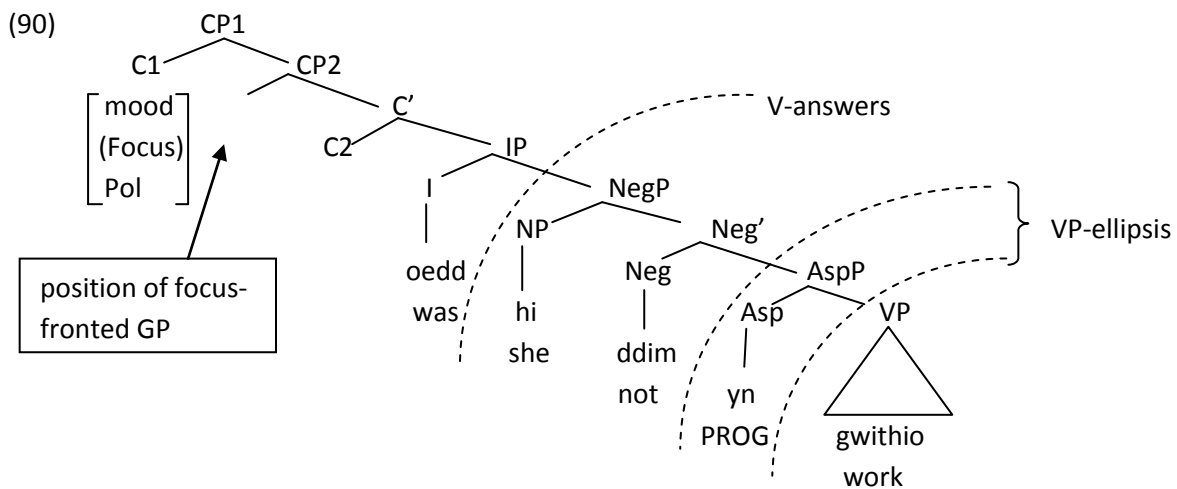 (90)
CP1
C1 CP2
mood C' V-answers
(Focus) C2 IP
Pol I NegP
NP Neg' VP-ellipsis
oedd Neg AspP
position of focus- was hi Asp VP
fronted GP she ddim yn
not PROG gwithio
work